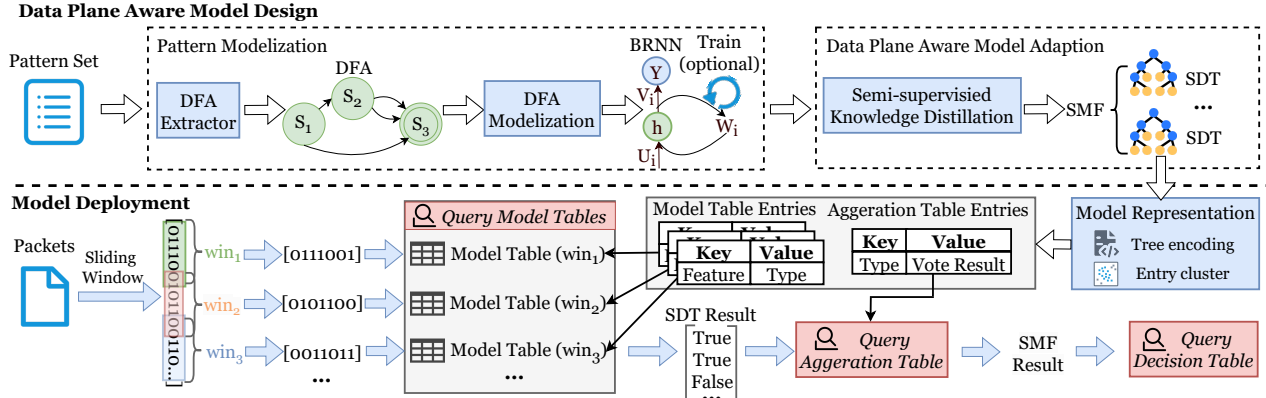 Data Plane Aware Model Design
Pattern Set
Pattern Modelization
DFA
Extractor
DFA
S1
S2
S3
DFA
Modelization
BRNN
Y
Vi
h
Ui
Wi
Train
(optional)
Data Plane Aware Model Adaption
Semi-supervisied
Knowledge Distillation
SMF
SDT
...
SDT
Model Deployment
Packets
Sliding
Window
win1
[0111001]
win2
[0101100]
win3
[0011011]
...
Query Model Tables
Model Table (win1)
Model Table (win2)
Model Table (win3)
...
Model Table Entries
Key Value
Feature Type
Aggeration Table Entries
Key Value
Type Vote Result
Model Representation
Tree encoding
Entry cluster
SDT Result
True
True
False
...
Query
Aggeration Table
SMF
Result
Query
Decision Table